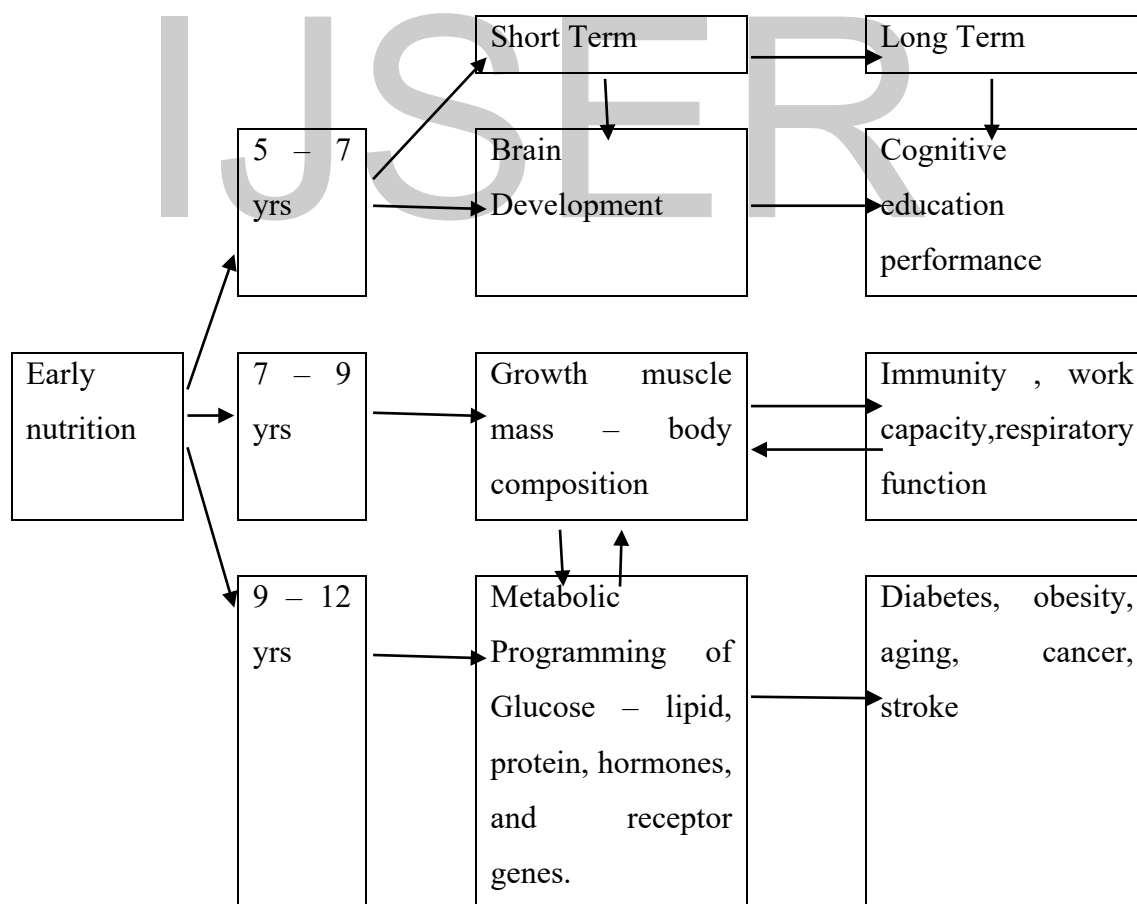 IJSER
Short Term
Long Term
5 – 7
yrs
Brain
Development
Cognitive
education
performance
Early
nutrition
7 – 9
yrs
Growth muscle
mass – body
composition
Immunity , work
capacity,respiratory
function
9 – 12
yrs
Metabolic
Programming of
Glucose – lipid,
protein, hormones,
and receptor
genes.
Diabetes, obesity,
aging, cancer,
stroke